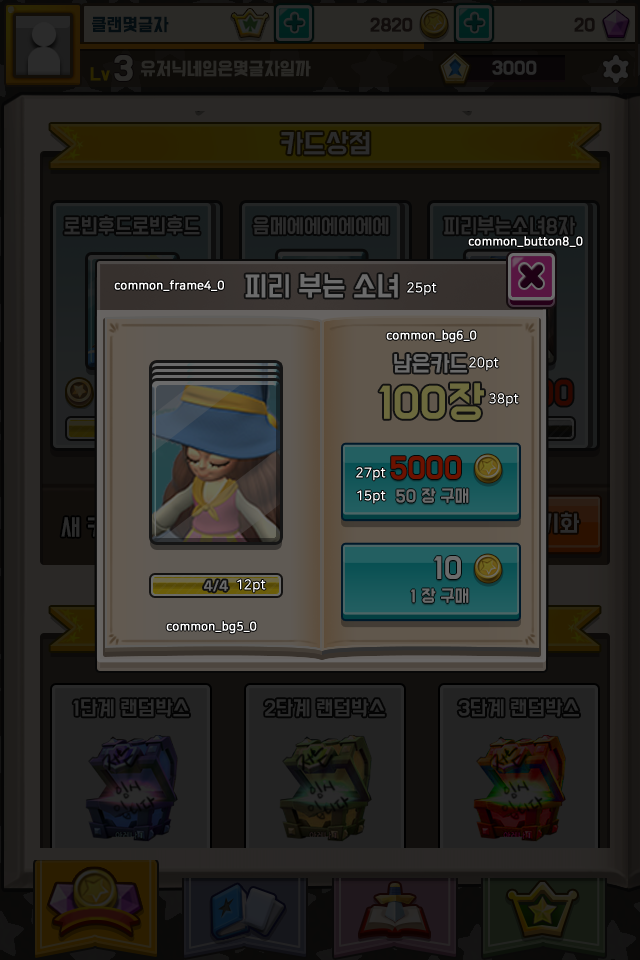 클랜몇글자
2820
20
Lv 3 유저닉네임은몇글자일까
3000
카드상점
로빈후드로빈후드
음메에에에에에에
피리부는소녀8자
common_button8_0
common_frame4_0
피리 부는 소녀 25pt
common_bg6_0
남은카드 20pt
100장 38pt
27pt 5000
15pt 50 장 구매
4/4 12pt
10
1 장 구매
common_bg5_0
1단계 랜덤박스
2단계 랜덤박스
3단계 랜덤박스